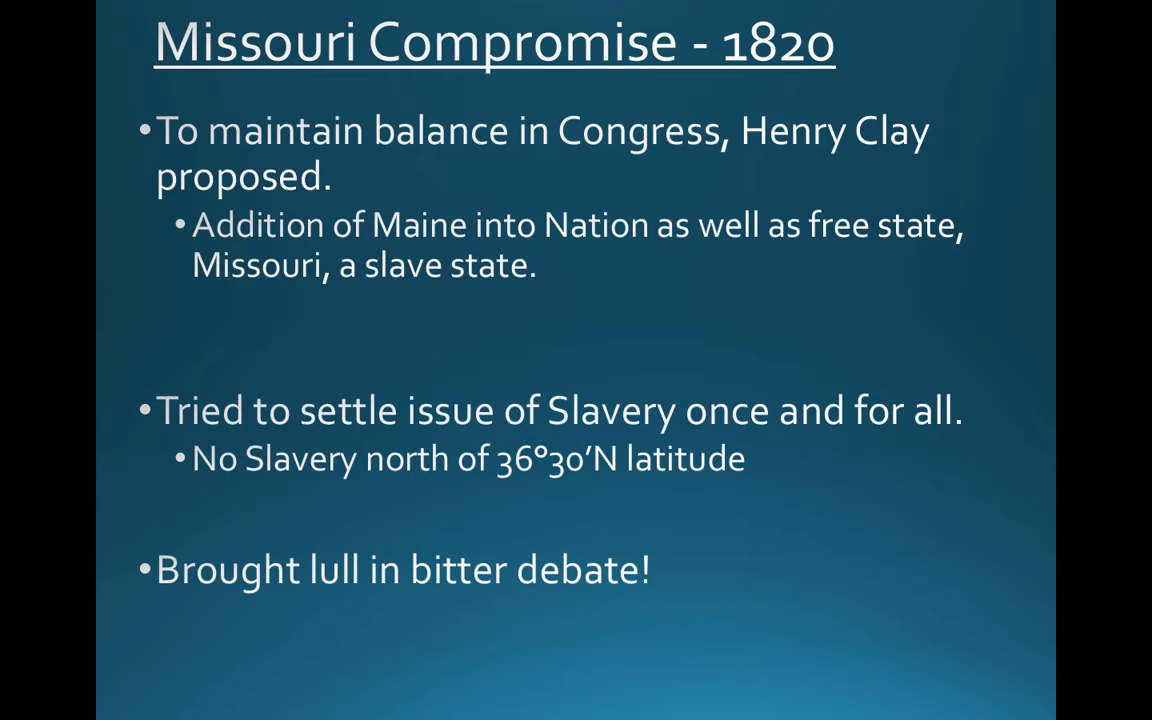 Missouri Compromise - 1820
•To maintain balance in Congress, Henry Clay
proposed.
•Addition of Maine into Nation as well as free state,
Missouri, a slave state.
•Tried to settle issue of Slavery once and for all.
•No Slavery north of 36°30’N latitude
•Brought lull in bitter debate!